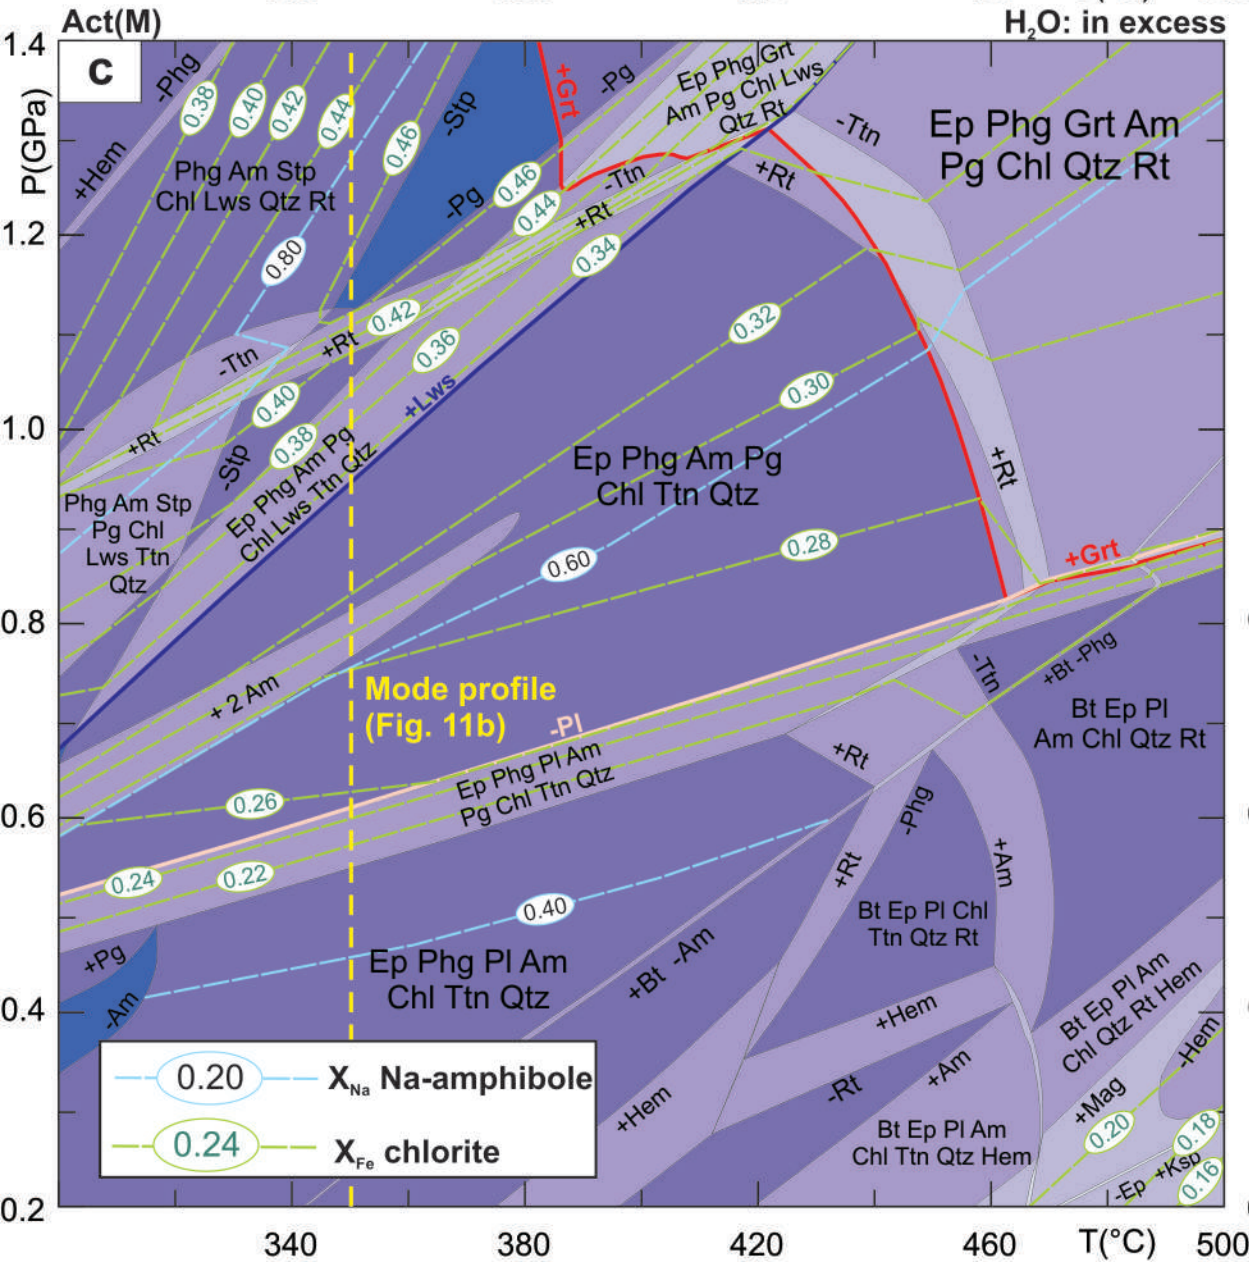 Act(M)
H₂O: in excess
1.4
c
P(GPa)
-Phg
+Hem
0.38
0.40
0.42
0.44
0.46
-Stp
+Grt
-Pg
Ep Phg Grt
Am Pg Chl Lws
Qtz Rt
-Ttn
Ep Phg Grt Am
Pg Chl Qtz Rt
Phg Am Stp
Chl Lws Qtz Rt
0.80
-Pg
0.46
0.44
-Ttn
+Rt
+Rt
1.2
0.34
0.42
0.36
0.32
-Ttn
+Rt
+Lws
0.40
0.38
0.30
1.0
+Rt
-Stp
Ep Phg Am Pg
Chl Lws Ttn Qtz
Ep Phg Am Pg
Chl Ttn Qtz
+Rt
Phg Am Stp
Pg Chl
Lws Ttn
Qtz
0.60
0.28
+Grt
0.8
+ 2 Am
Mode profile
(Fig. 11b)
-Pl
-Ttn
+Bt -Phg
Bt Ep Pl
Am Chl Qtz Rt
Ep Phg Pl Am
Pg Chl Ttn Qtz
+Rt
0.26
0.6
-Phg
+Rt
+Am
0.24
0.22
0.40
Bt Ep Pl Chl
Ttn Qtz Rt
+Pg
-Am
Ep Phg Pl Am
Chl Ttn Qtz
+Bt -Am
0.4
+Hem
Bt Ep Pl Am
Chl Qtz Rt Hem
-Hem
0.20 X_Na Na-amphibole
0.24 X_Fe chlorite
+Hem
-Rt
+Am
+Mag
Bt Ep Pl Am
Chl Ttn Qtz Hem
0.20
0.18
-Ep +Ksp
0.16
0.2
340
380
420
460
T(°C)
500